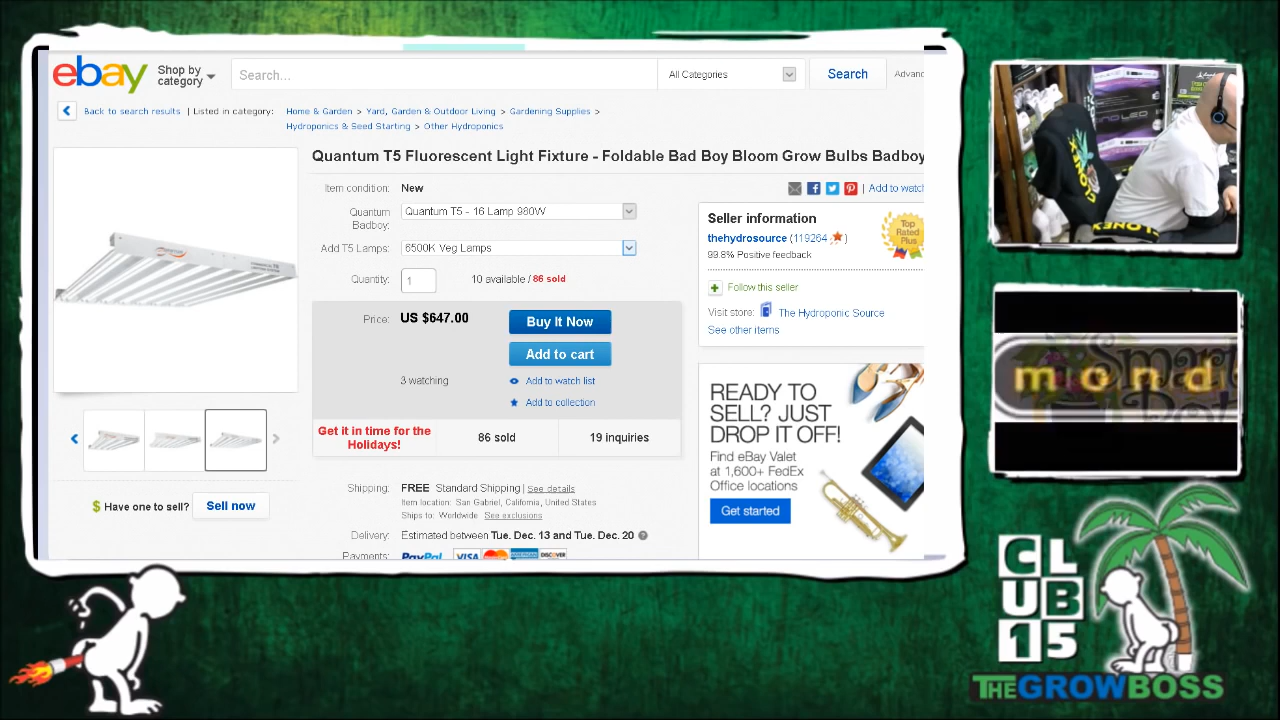 ebay
Shop by
category
Search...
All Categories
Search
Advanc
Back to search results | Listed in category:
Home & Garden > Yard, Garden & Outdoor Living > Gardening Supplies >
Hydroponics & Seed Starting > Other Hydroponics
Quantum T5 Fluorescent Light Fixture - Foldable Bad Boy Bloom Grow Bulbs Badboy
Item condition: New
| Add to watch
Quantum
Badboy:
Quantum T5 - 16 Lamp 980W
Add T5 Lamps: 6500K Veg Lamps
Quantity: 1
10 available / 86 sold
Price: US $647.00
Buy It Now
Add to cart
3 watching
Add to watch list
Add to collection
Get it in time for the
Holidays!
86 sold
19 inquiries
Shipping: FREE Standard Shipping | See details
Item location: San Gabriel, California, United States
Ships to: Worldwide See exclusions
Delivery: Estimated between Tue. Dec. 13 and Tue. Dec. 20
Payments: PayPal VISA DISCOVER
$ Have one to sell? Sell now
Seller information
thehydrosource (119264 )
99.8% Positive feedback
Top
Rated
Plus
Follow this seller
Visit store: The Hydroponic Source
See other items
READY TO
SELL? JUST
DROP IT OFF!
Find eBay Valet
at 1,600+ FedEx
Office locations
Get started
CLONEX
CLONEX
mond
Smart
CLUB
15
THEGROWBOSS